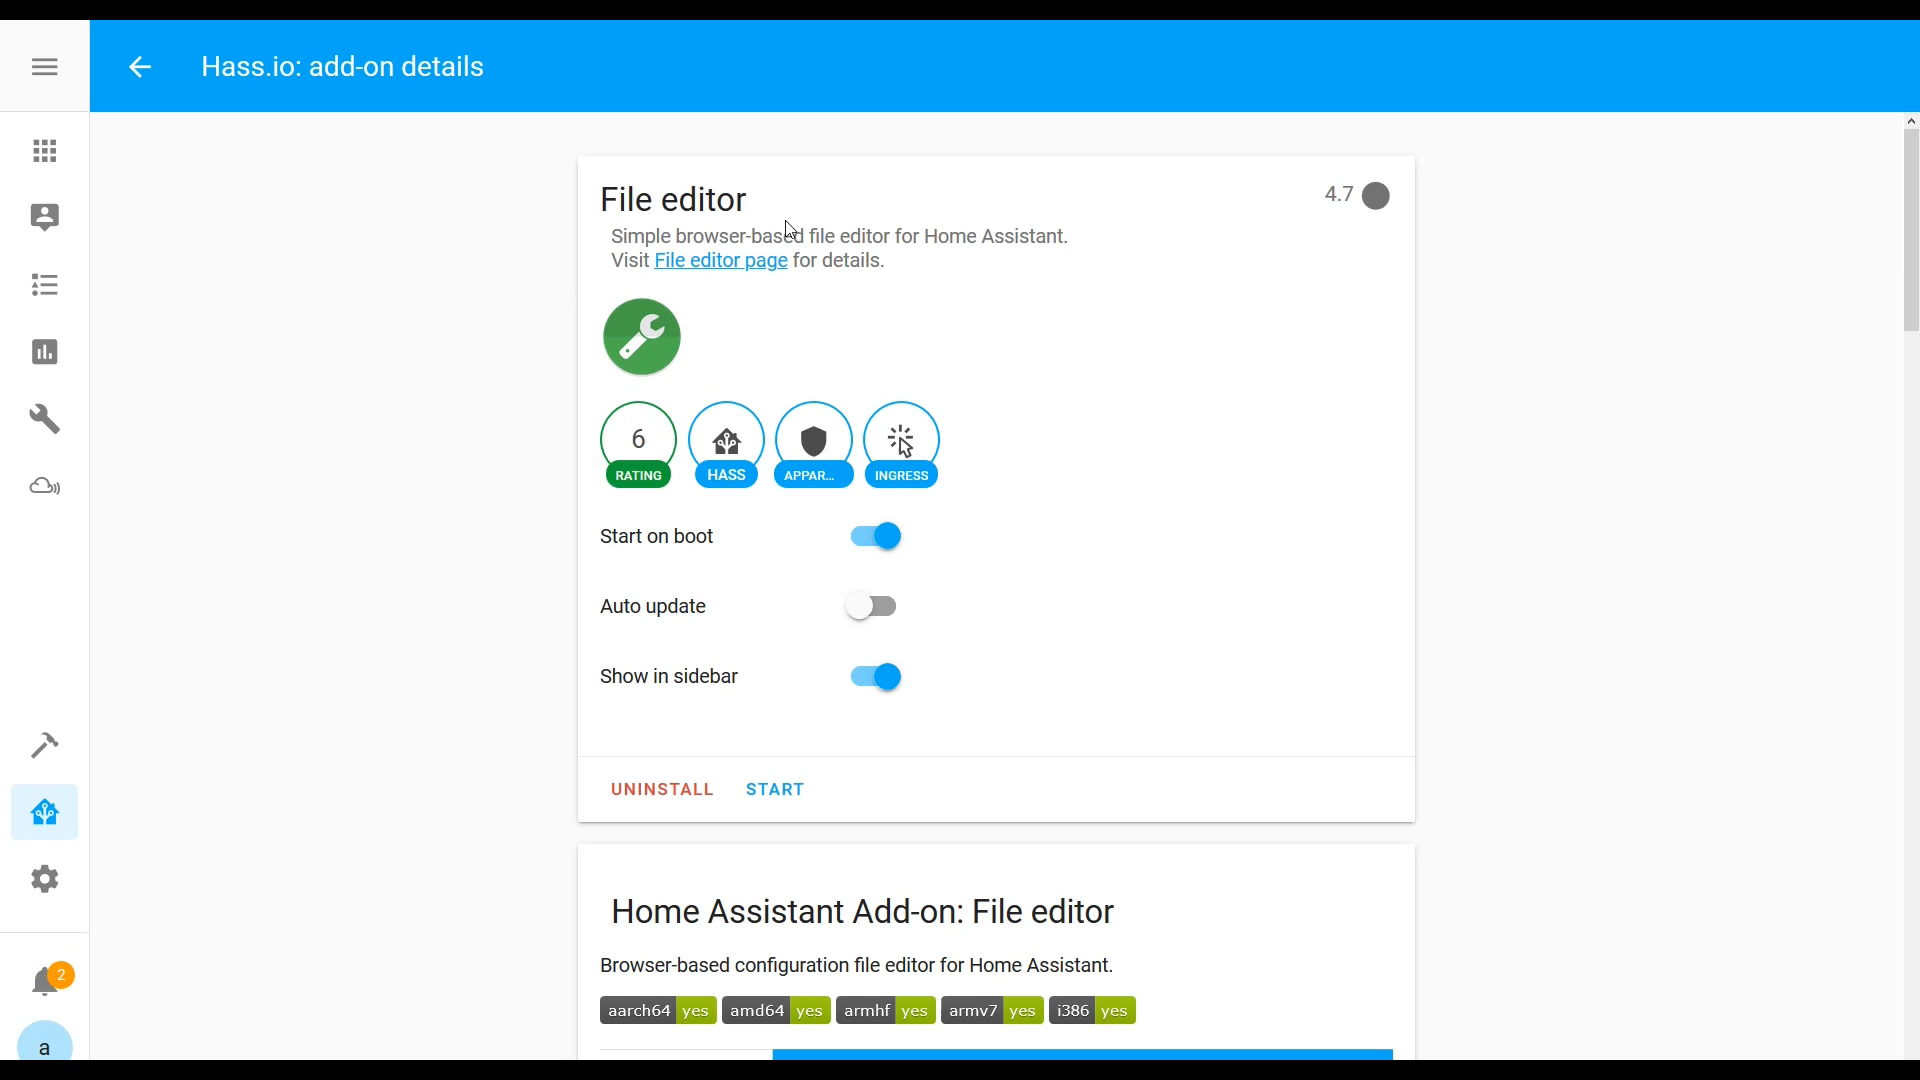 Hass.io: add-on details
File editor
4.7
Simple browser-based file editor for Home Assistant.
Visit File editor page for details.
6
RATING
HASS
APPAR...
INGRESS
Start on boot
Auto update
Show in sidebar
UNINSTALL START
Home Assistant Add-on: File editor
Browser-based configuration file editor for Home Assistant.
aarch64 yes amd64 yes armhf yes armv7 yes i386 yes
2
a